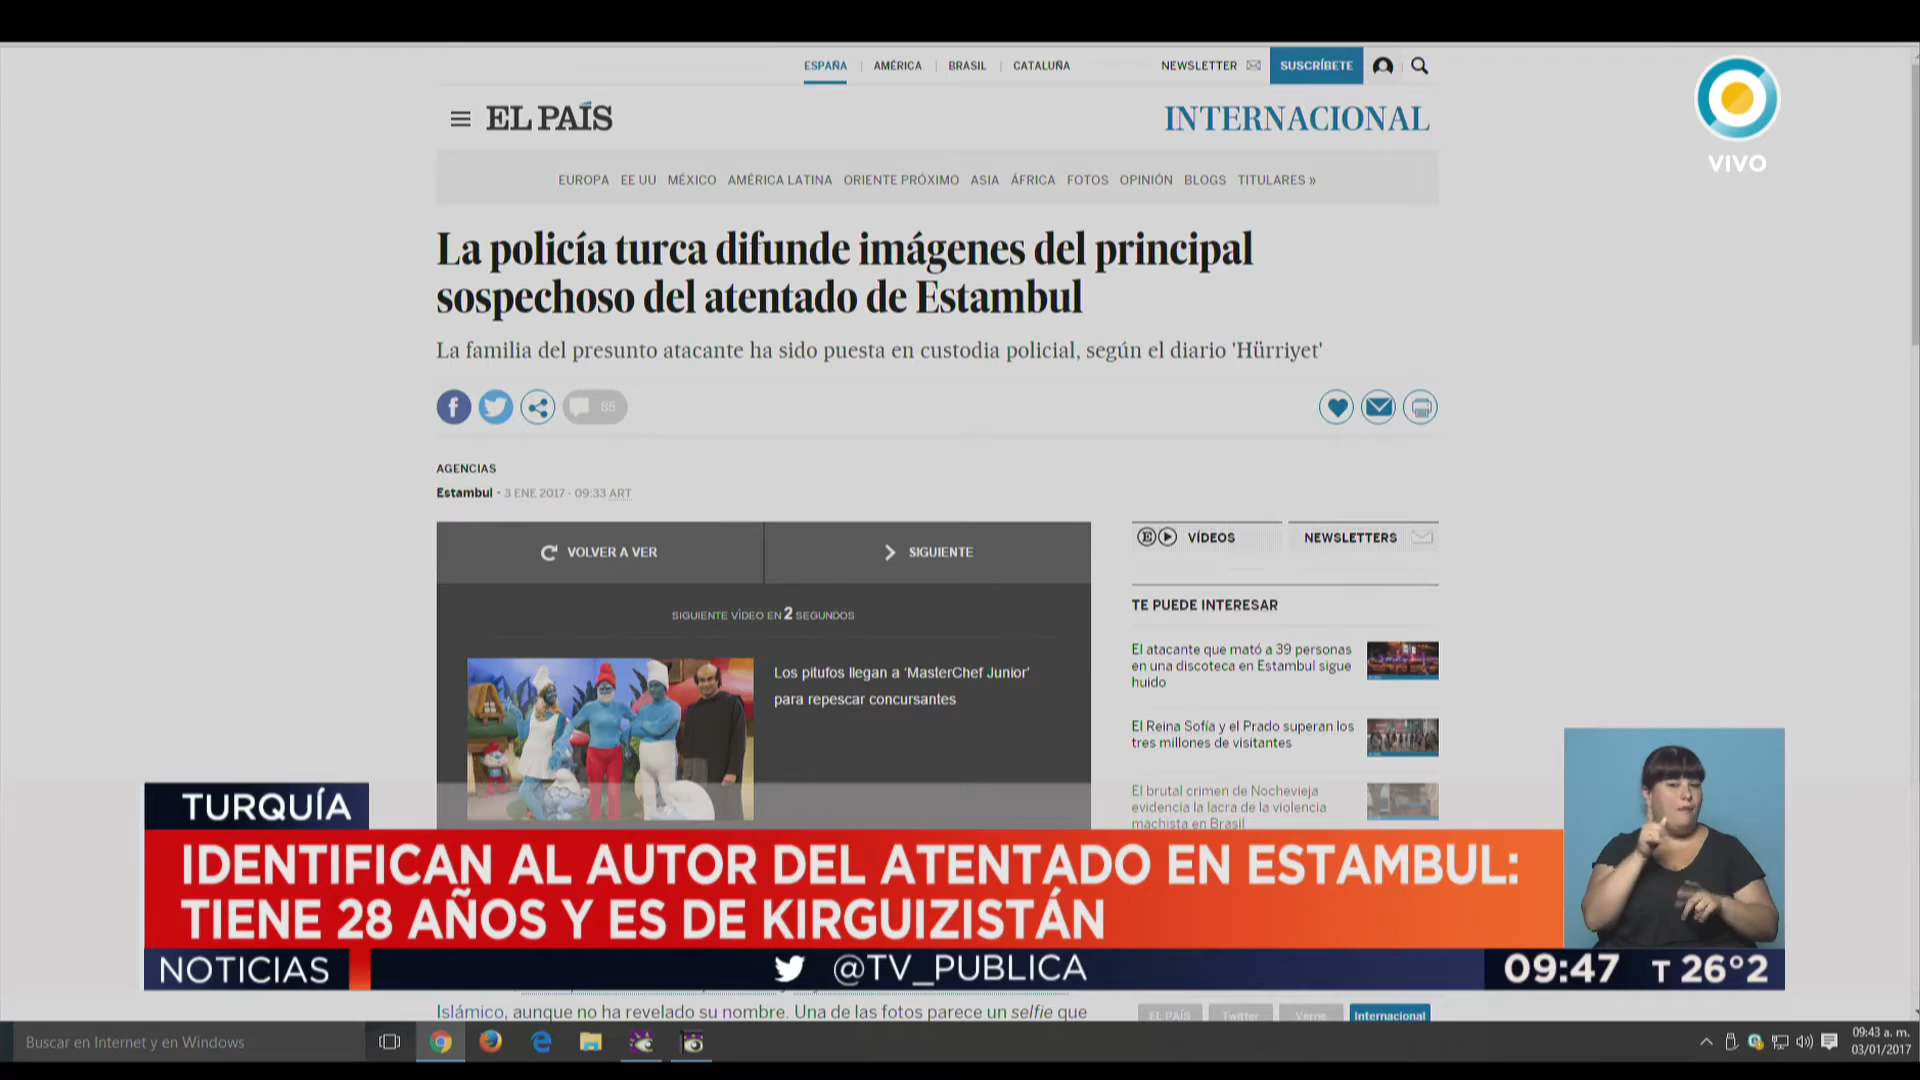 ESPAÑA AMÉRICA BRASIL CATALUÑA NEWSLETTER SUSCRÍBETE
EL PAÍS INTERNACIONAL
VIVO
EUROPA EE UU MÉXICO AMÉRICA LATINA ORIENTE PRÓXIMO ASIA ÁFRICA FOTOS OPINIÓN BLOGS TITULARES »
La policía turca difunde imágenes del principal
sospechoso del atentado de Estambul
La familia del presunto atacante ha sido puesta en custodia policial, según el diario 'Hürriyet'
AGENCIAS
Estambul - 3 ENE 2017 - 09:33 ART
VOLVER A VER SIGUIENTE
SIGUIENTE VÍDEO EN 2 SEGUNDOS
Los pitufos llegan a ‘MasterChef Junior’
para repescar concursantes
VÍDEOS NEWSLETTERS
TE PUEDE INTERESAR
El atacante que mató a 39 personas
en una discoteca en Estambul sigue
huido
El Reina Sofía y el Prado superan los
tres millones de visitantes
El brutal crimen de Nochevieja
evidencia la lacra de la violencia
machista en Brasil
TURQUÍA
IDENTIFICAN AL AUTOR DEL ATENTADO EN ESTAMBUL:
TIENE 28 AÑOS Y ES DE KIRGUIZISTÁN
NOTICIAS @TV_PUBLICA 09:47 T 26°2
Islámico, aunque no ha revelado su nombre. Una de las fotos parece un selfie que
EL PAÍS Twitter Verne Internacional
Buscar en Internet y en Windows
09:43 a. m.
03/01/2017